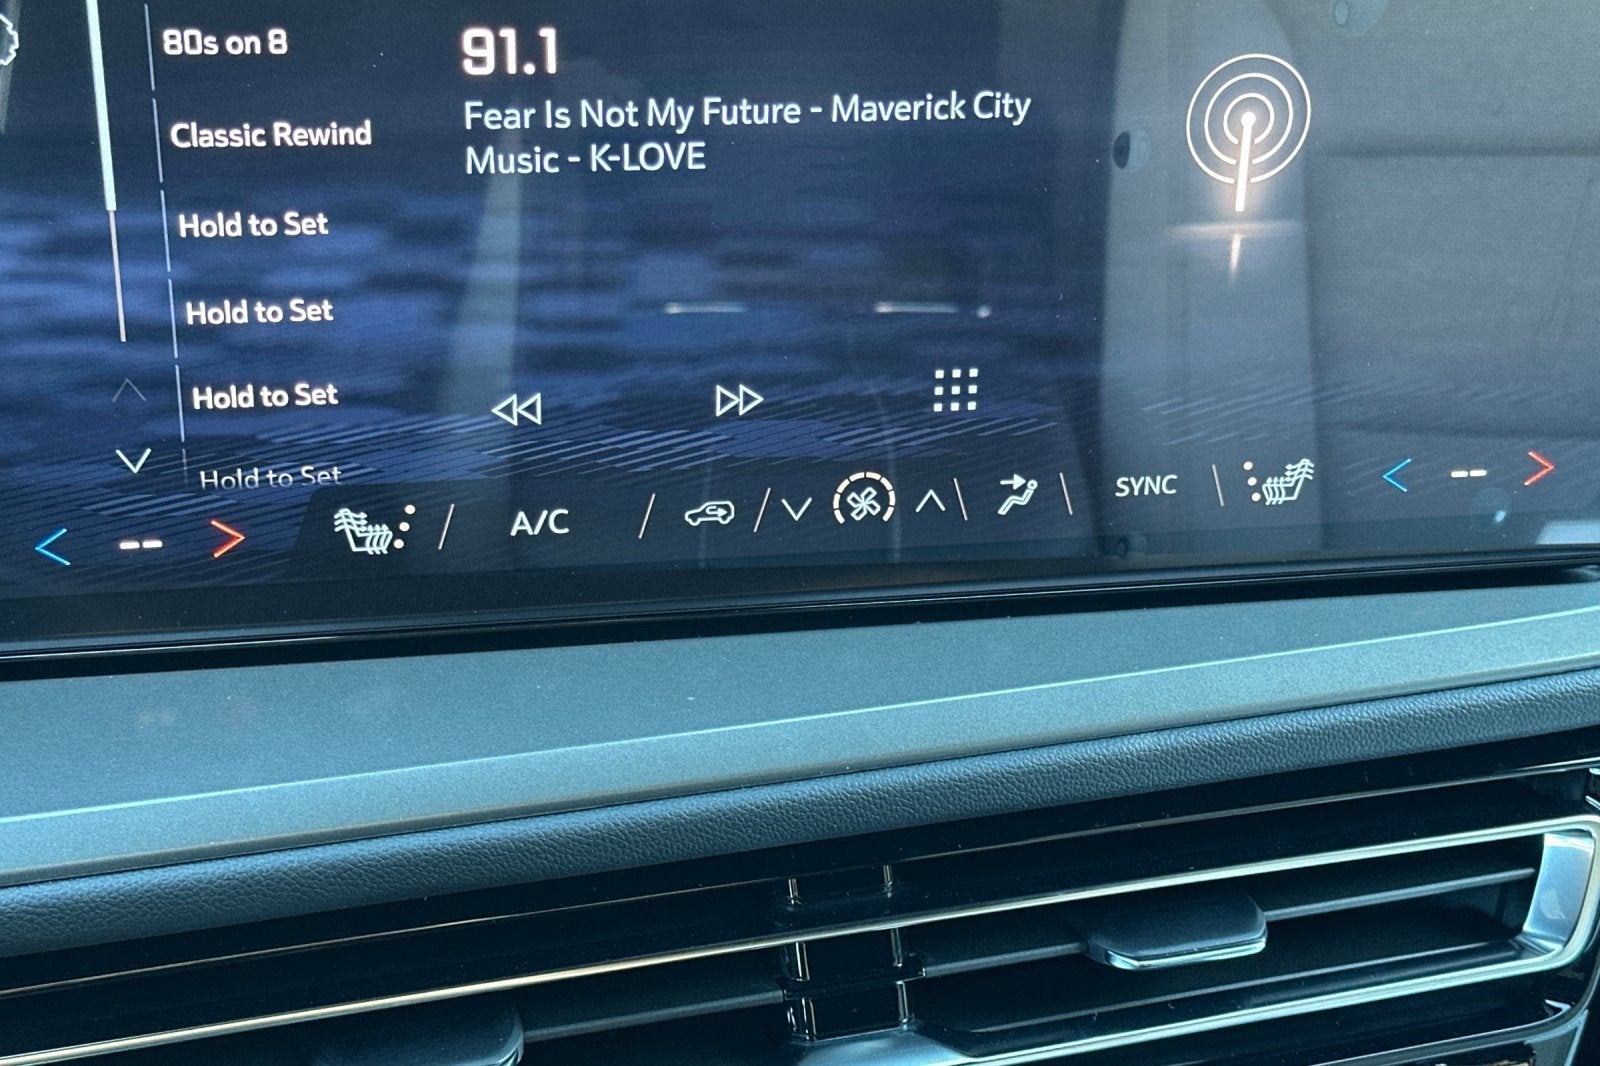 80s on 8
Classic Rewind
Hold to Set
Hold to Set
Hold to Set
Hold to Set
91.1
Fear Is Not My Future - Maverick City
Music - K-LOVE
--
A/C
SYNC
--